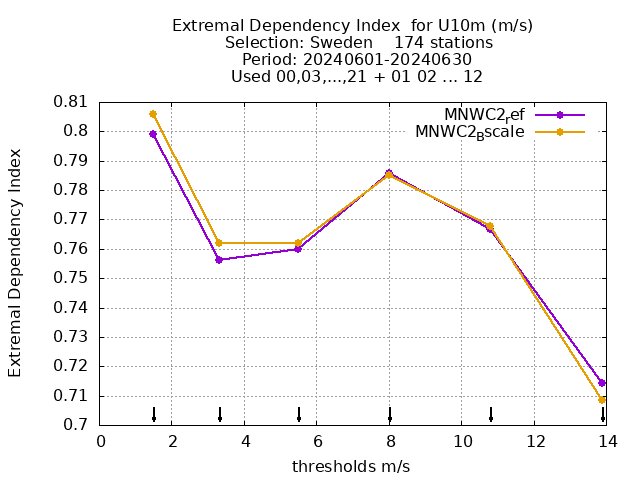 Extremal Dependency Index  for U10m (m/s)
Selection: Sweden    174 stations
Period: 20240601-20240630
Used 00,03,...,21 + 01 02 ... 12
MNWC2ref
MNWC2Bscale
Extremal Dependency Index
0.81
0.8
0.79
0.78
0.77
0.76
0.75
0.74
0.73
0.72
0.71
0.7
0 2 4 6 8 10 12 14
thresholds m/s